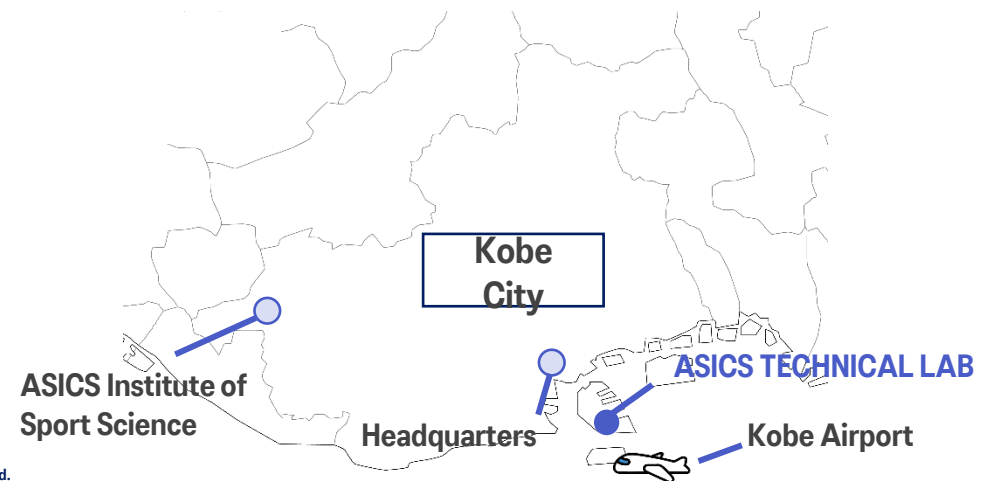 Kobe
City
ASICS TECHNICAL LAB
ASICS Institute of
Sport Science
Headquarters
Kobe Airport
d.